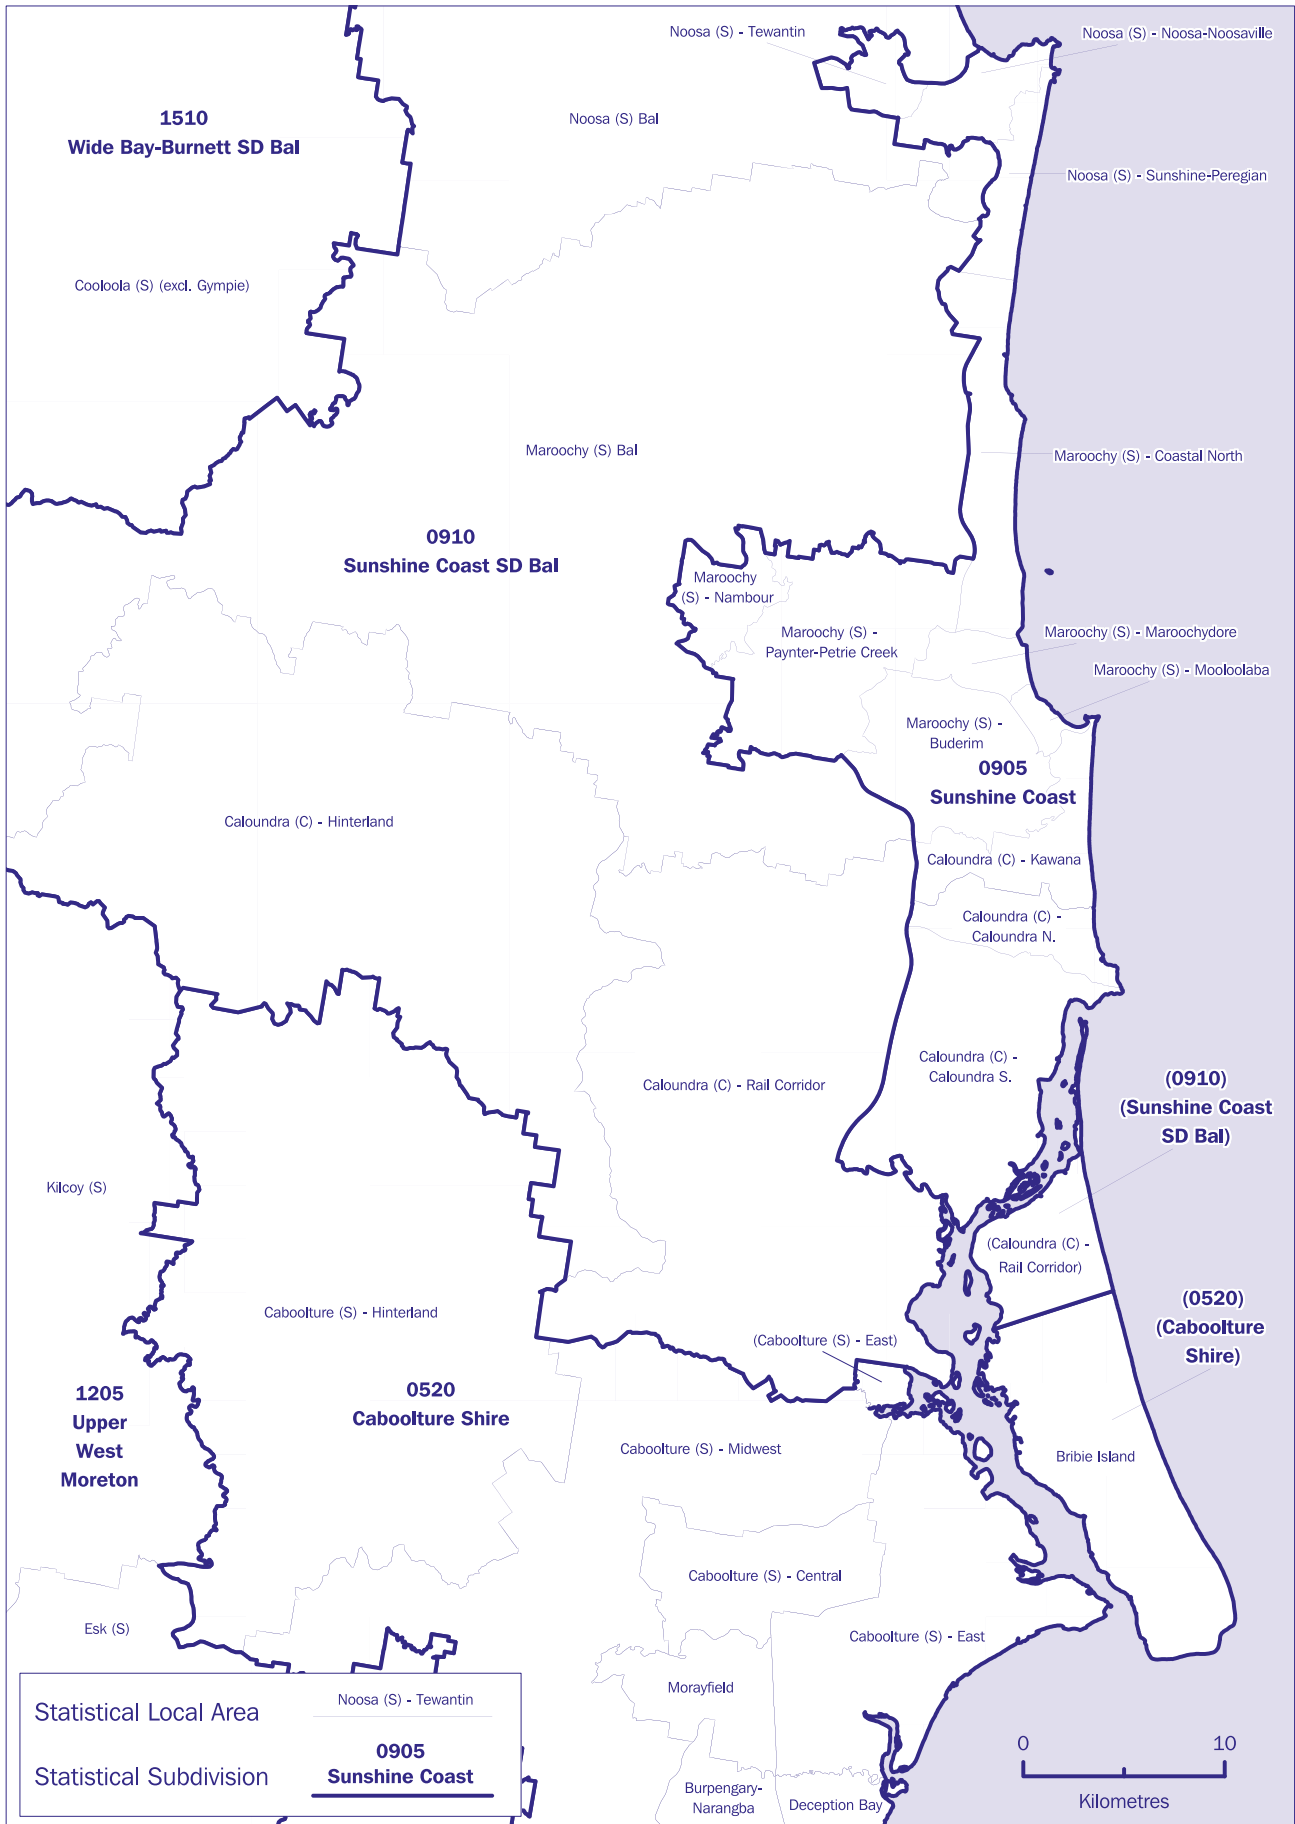 Noosa (S) - Tewantin
Noosa (S) - Noosa-Noosaville
1510
Wide Bay-Burnett SD Bal
Noosa (S) Bal
Noosa (S) - Sunshine-Peregian
Cooloola (S) (excl. Gympie)
Maroochy (S) Bal
Maroochy (S) - Coastal North
0910
Sunshine Coast SD Bal
Maroochy
(S) - Nambour
Maroochy (S) -
Paynter-Petrie Creek
Maroochy (S) - Maroochydore
Maroochy (S) - Mooloolaba
Maroochy (S) -
Buderim
0905
Sunshine Coast
Caloundra (C) - Hinterland
Caloundra (C) - Kawana
Caloundra (C) -
Caloundra N.
Caloundra (C) -
Caloundra S.
Caloundra (C) - Rail Corridor
(0910)
(Sunshine Coast
SD Bal)
Kilcoy (S)
(Caloundra (C) -
Rail Corridor)
Caboolture (S) - Hinterland
(0520)
(Caboolture
Shire)
(Caboolture (S) - East)
1205
Upper
West
Moreton
0520
Caboolture Shire
Caboolture (S) - Midwest
Bribie Island
Caboolture (S) - Central
Esk (S)
Caboolture (S) - East
Morayfield
Burpengary-
Narangba
Deception Bay
Statistical Local Area
Noosa (S) - Tewantin
Statistical Subdivision
0905
Sunshine Coast
0 10
Kilometres